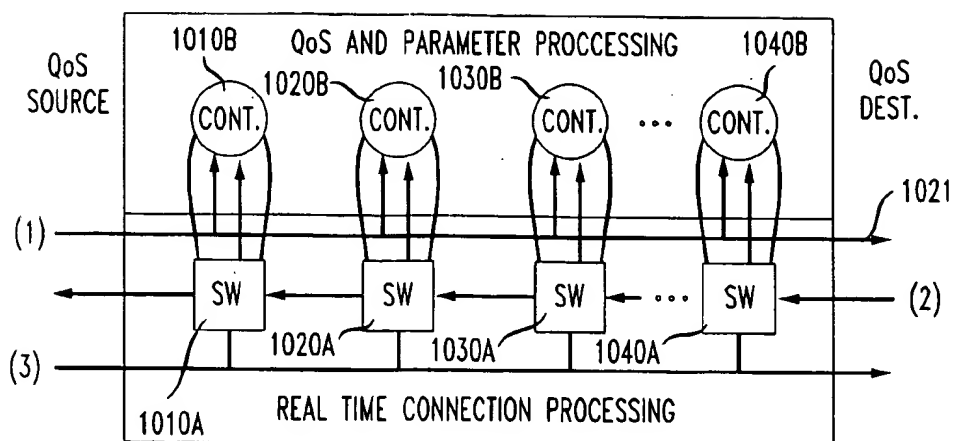 1010B
QoS AND PARAMETER PROCCESSING
1040B
QoS
SOURCE
1020B
1030B
QoS
DEST.
CONT.
CONT.
CONT.
...
CONT.
1021
(1)
SW
SW
SW
...
SW
(2)
1020A
1030A
1040A
(3)
1010A
REAL TIME CONNECTION PROCESSING